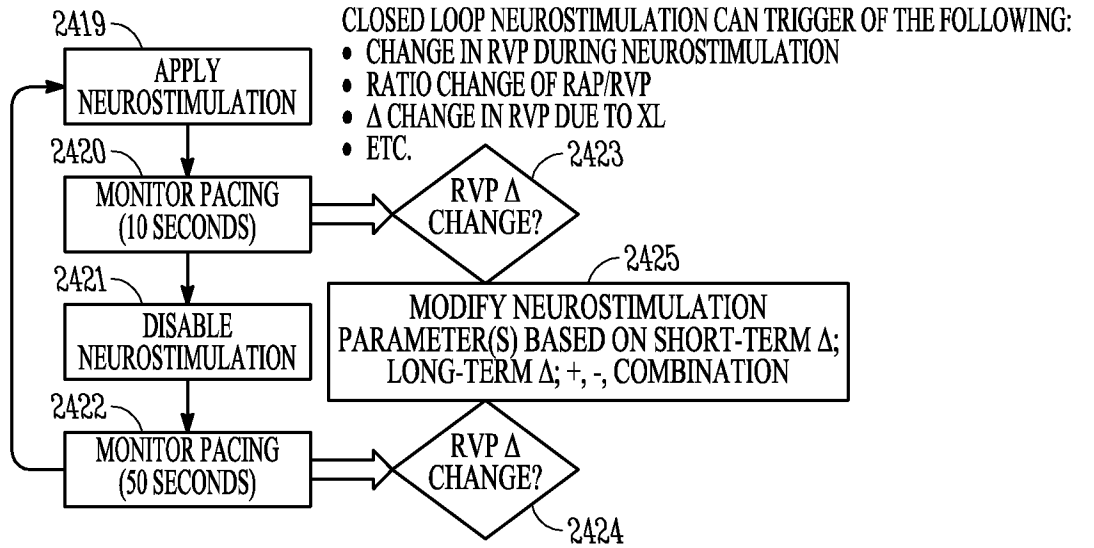 CLOSED LOOP NEUROSTIMULATION CAN TRIGGER OF THE FOLLOWING:
• CHANGE IN RVP DURING NEUROSTIMULATION
• RATIO CHANGE OF RAP/RVP
• Δ CHANGE IN RVP DUE TO XL
• ETC.
2419
APPLY
NEUROSTIMULATION
2420
MONITOR PACING
(10 SECONDS)
2423
RVP Δ
CHANGE?
2421
DISABLE
NEUROSTIMULATION
2425
MODIFY NEUROSTIMULATION
PARAMETER(S) BASED ON SHORT-TERM Δ;
LONG-TERM Δ; +, -, COMBINATION
2422
MONITOR PACING
(50 SECONDS)
RVP Δ
CHANGE?
2424